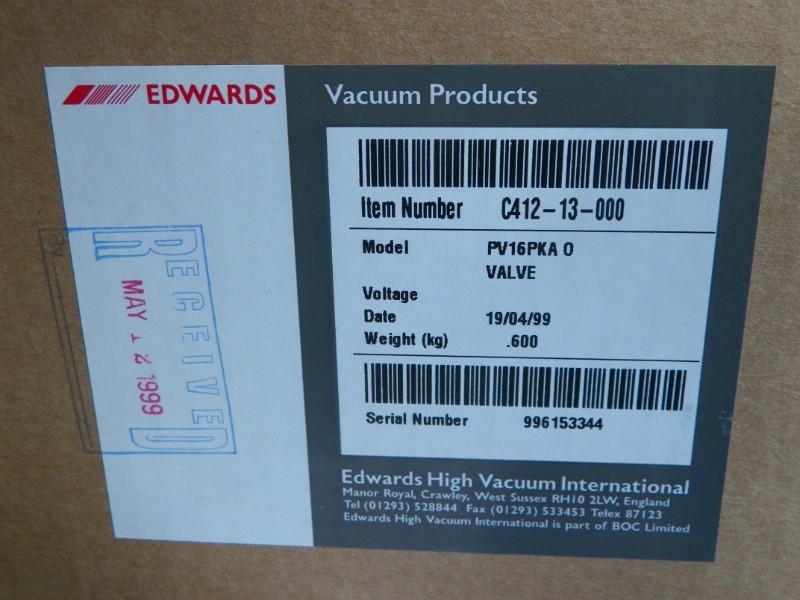 EDWARDS
Vacuum Products
Item Number C412-13-000
Model PV16PKA O
VALVE
Voltage
Date 19/04/99
Weight (kg) .600
Serial Number 996153344
Edwards High Vacuum International
Manor Royal, Crawley, West Sussex RH10 2LW, England
Tel (01293) 528844 Fax (01293) 533453 Telex 87123
Edwards High Vacuum International is part of BOC Limited
RECEIVED
MAY 12 1999
BY